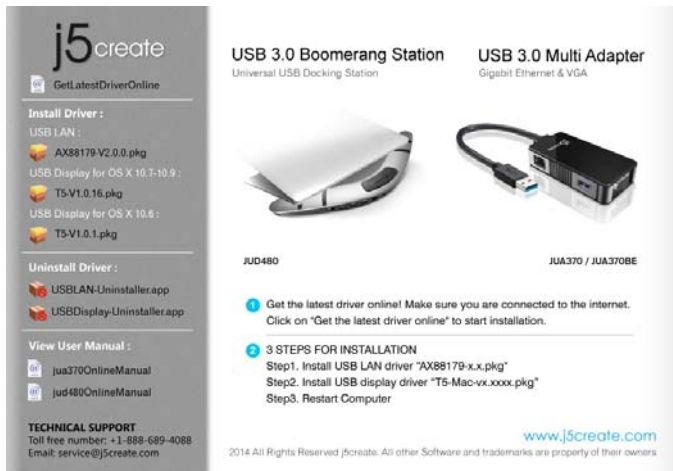 j5create
GetLatestDriverOnline
Install Driver :
USB LAN :
AX88179-V2.0.0.pkg
USB Display for OS X 10.7-10.9 :
T5-V1.0.16.pkg
USB Display for OS X 10.6 :
T5-V1.0.1.pkg
Uninstall Driver :
USBLAN-Uninstaller.app
USBDisplay-Uninstaller.app
View User Manual :
jua370OnlineManual
jud480OnlineManual
TECHNICAL SUPPORT
Toll free number: +1-888-689-4088
Email: service@j5create.com
USB 3.0 Boomerang Station
Universal USB Docking Station
USB 3.0 Multi Adapter
Gigabit Ethernet & VGA
JUD480
JUA370 / JUA370BE
1 Get the latest driver online! Make sure you are connected to the internet.
Click on "Get the latest driver online" to start installation.
2 3 STEPS FOR INSTALLATION
Step1. Install USB LAN driver "AX88179-x.x.pkg"
Step2. Install USB display driver "T5-Mac-vx.xxxx.pkg"
Step3. Restart Computer
www.j5create.com
2014 All Rights Reserved j5create. All other Software and trademarks are property of their owners